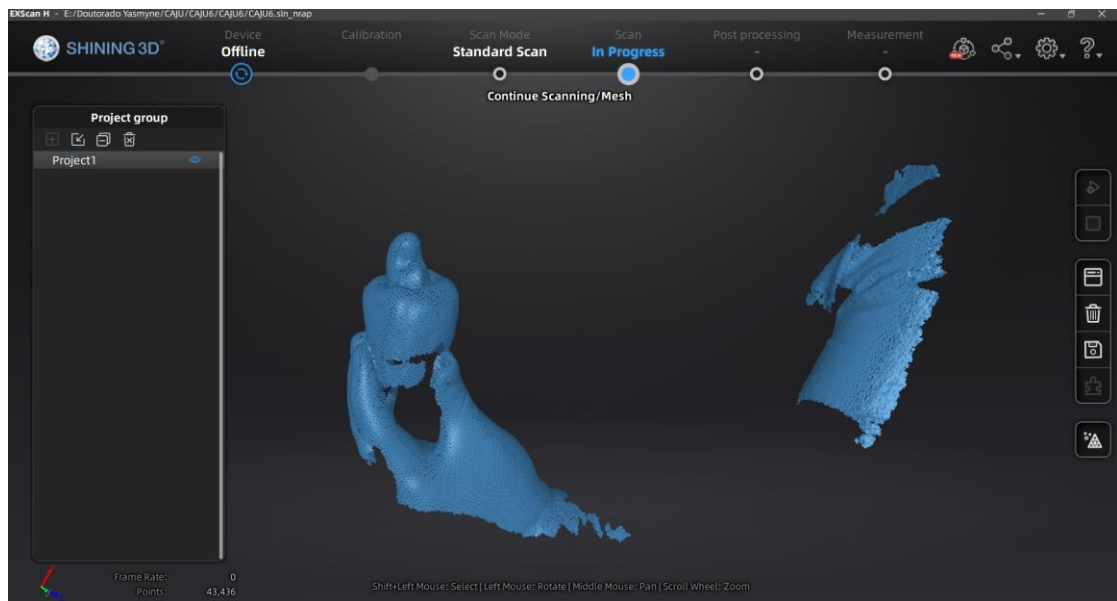 EXScan H - E:/Doutorado Yasmyne/CAJU/CAJU6/CAJU6/CAJU6.sln_nrap
SHINING 3D®
Device
Offline
Calibration
Scan Mode
Standard Scan
Scan
In Progress
Post processing
-
Measurement
-
NEW
?
Continue Scanning/Mesh
Project group
Project1
Frame Rate: 0
Points: 43,436
Shift+Left Mouse: Select | Left Mouse: Rotate | Middle Mouse: Pan | Scroll Wheel: Zoom